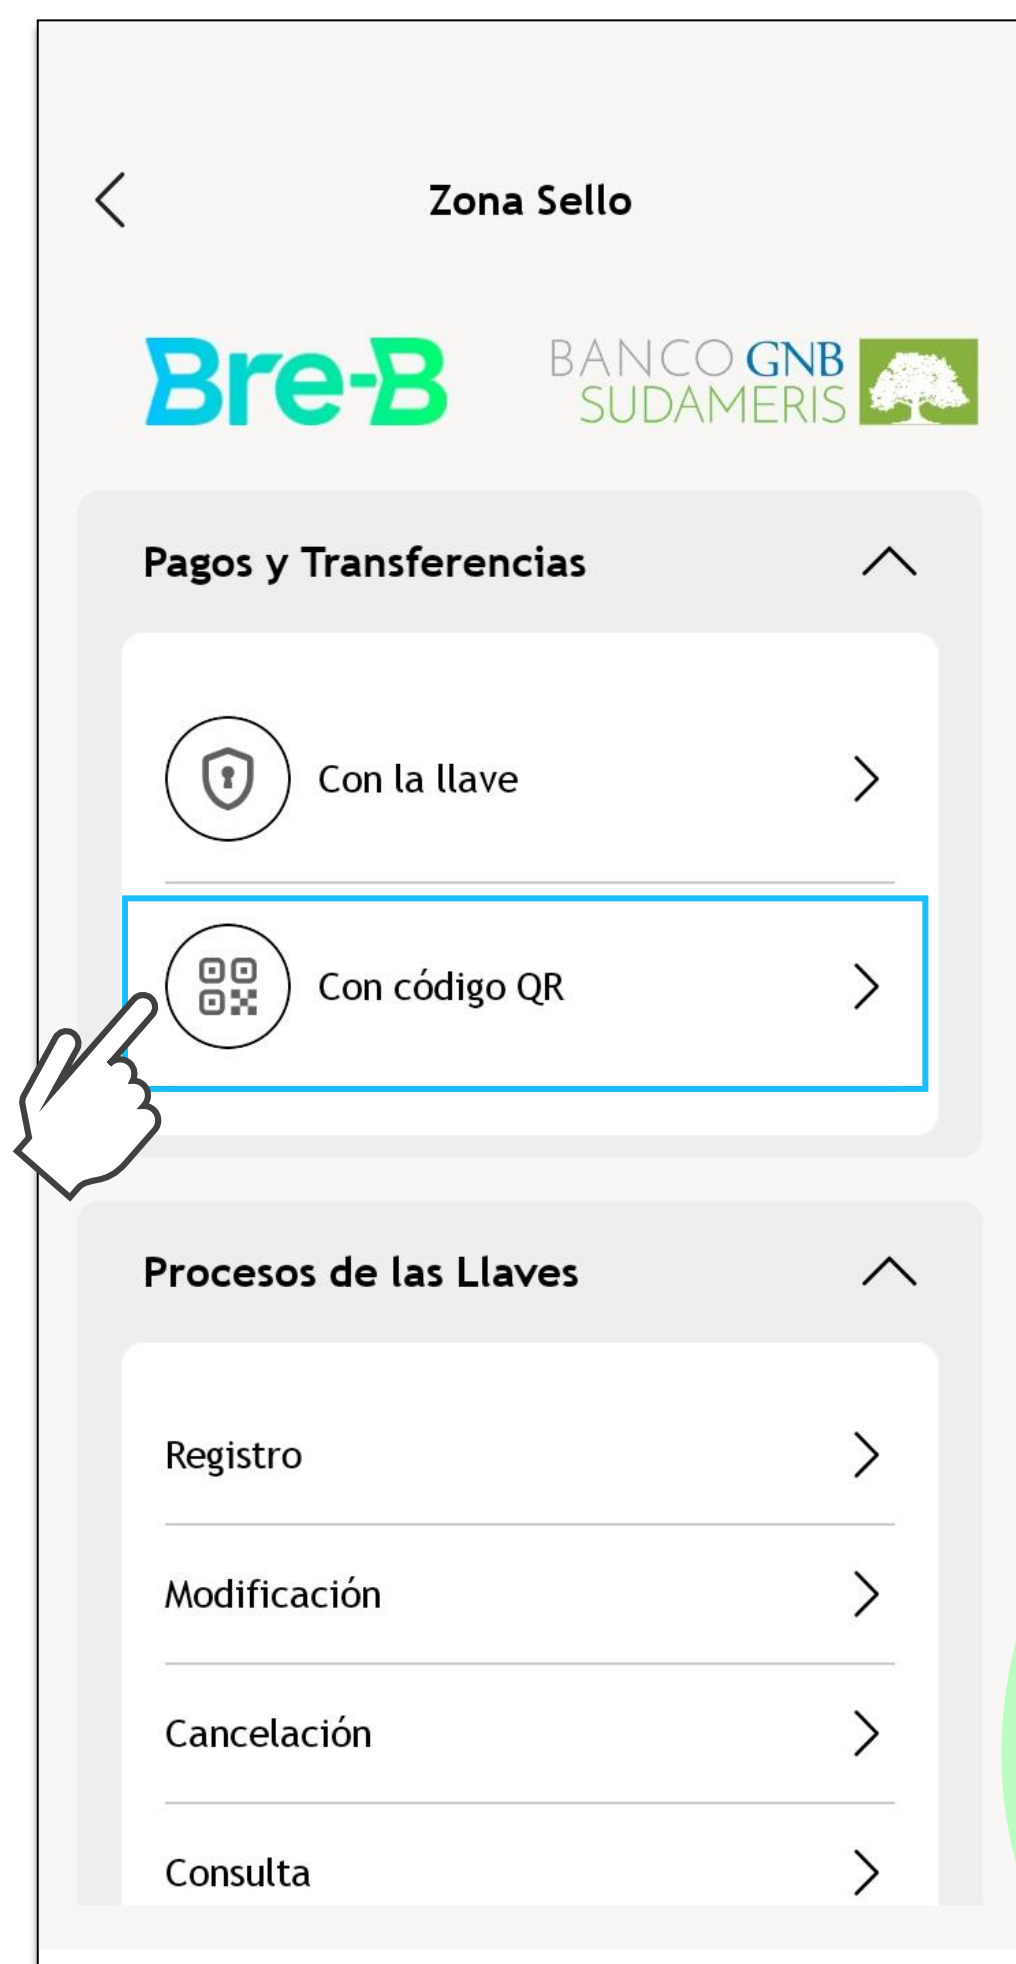 Zona Sello
Bre-B
BANCO GNB
SUDAMERIS
Pagos y Transferencias
Con la llave
Con código QR
Procesos de las Llaves
Registro
Modificación
Cancelación
Consulta